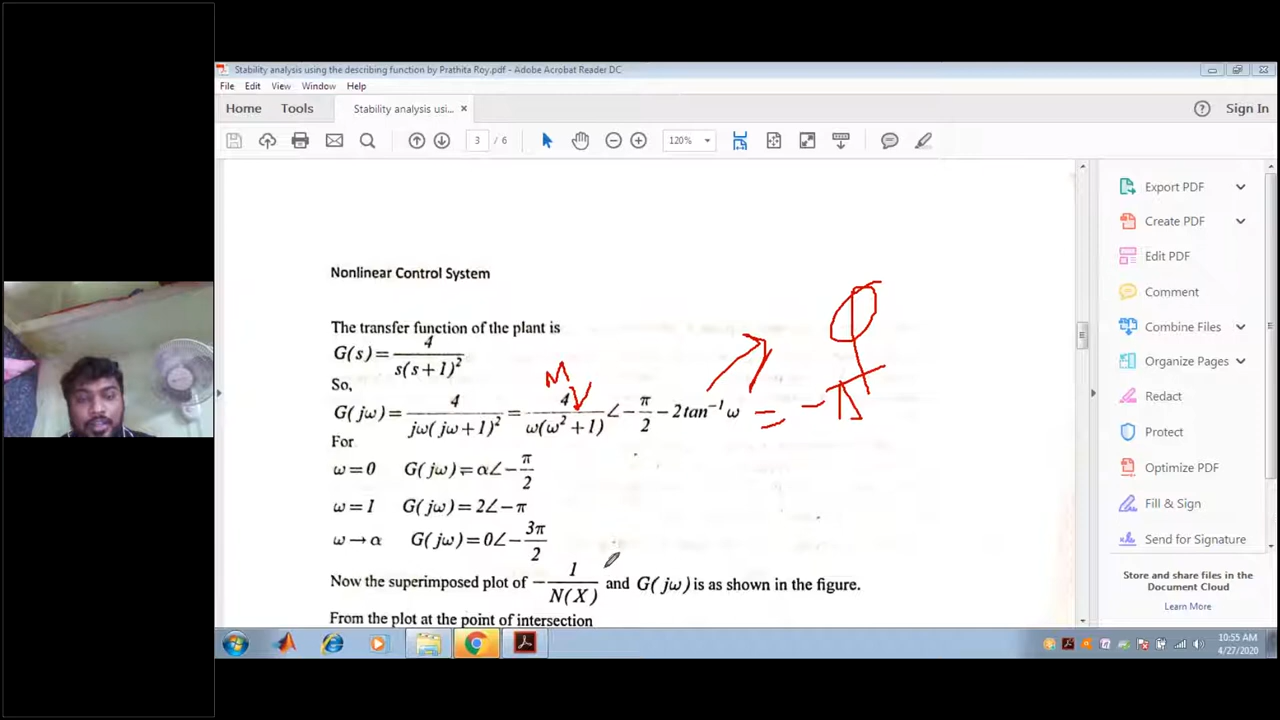 Stability analysis using the describing function by Prathita Roy.pdf - Adobe Acrobat Reader DC
File Edit View Window Help
Home Tools Stability analysis usi... × Sign In
3 / 6 120%
Nonlinear Control System
The transfer function of the plant is
G(s) = 4 / s(s+1)²
So,
M
G(jω) = 4 / jω(jω+1)² = 4 / ω(ω²+1) ∠ − π/2 − 2tan⁻¹ω = −π
For
ω=0 G(jω) = α∠− π/2
ω=1 G(jω) = 2∠−π
ω→α G(jω) = 0∠− 3π/2
Now the superimposed plot of − 1/N(X) and G(jω) is as shown in the figure.
From the plot at the point of intersection
Export PDF
Create PDF
Edit PDF
Comment
Combine Files
Organize Pages
Redact
Protect
Optimize PDF
Fill & Sign
Send for Signature
Store and share files in the
Document Cloud
Learn More
10:55 AM
4/27/2020